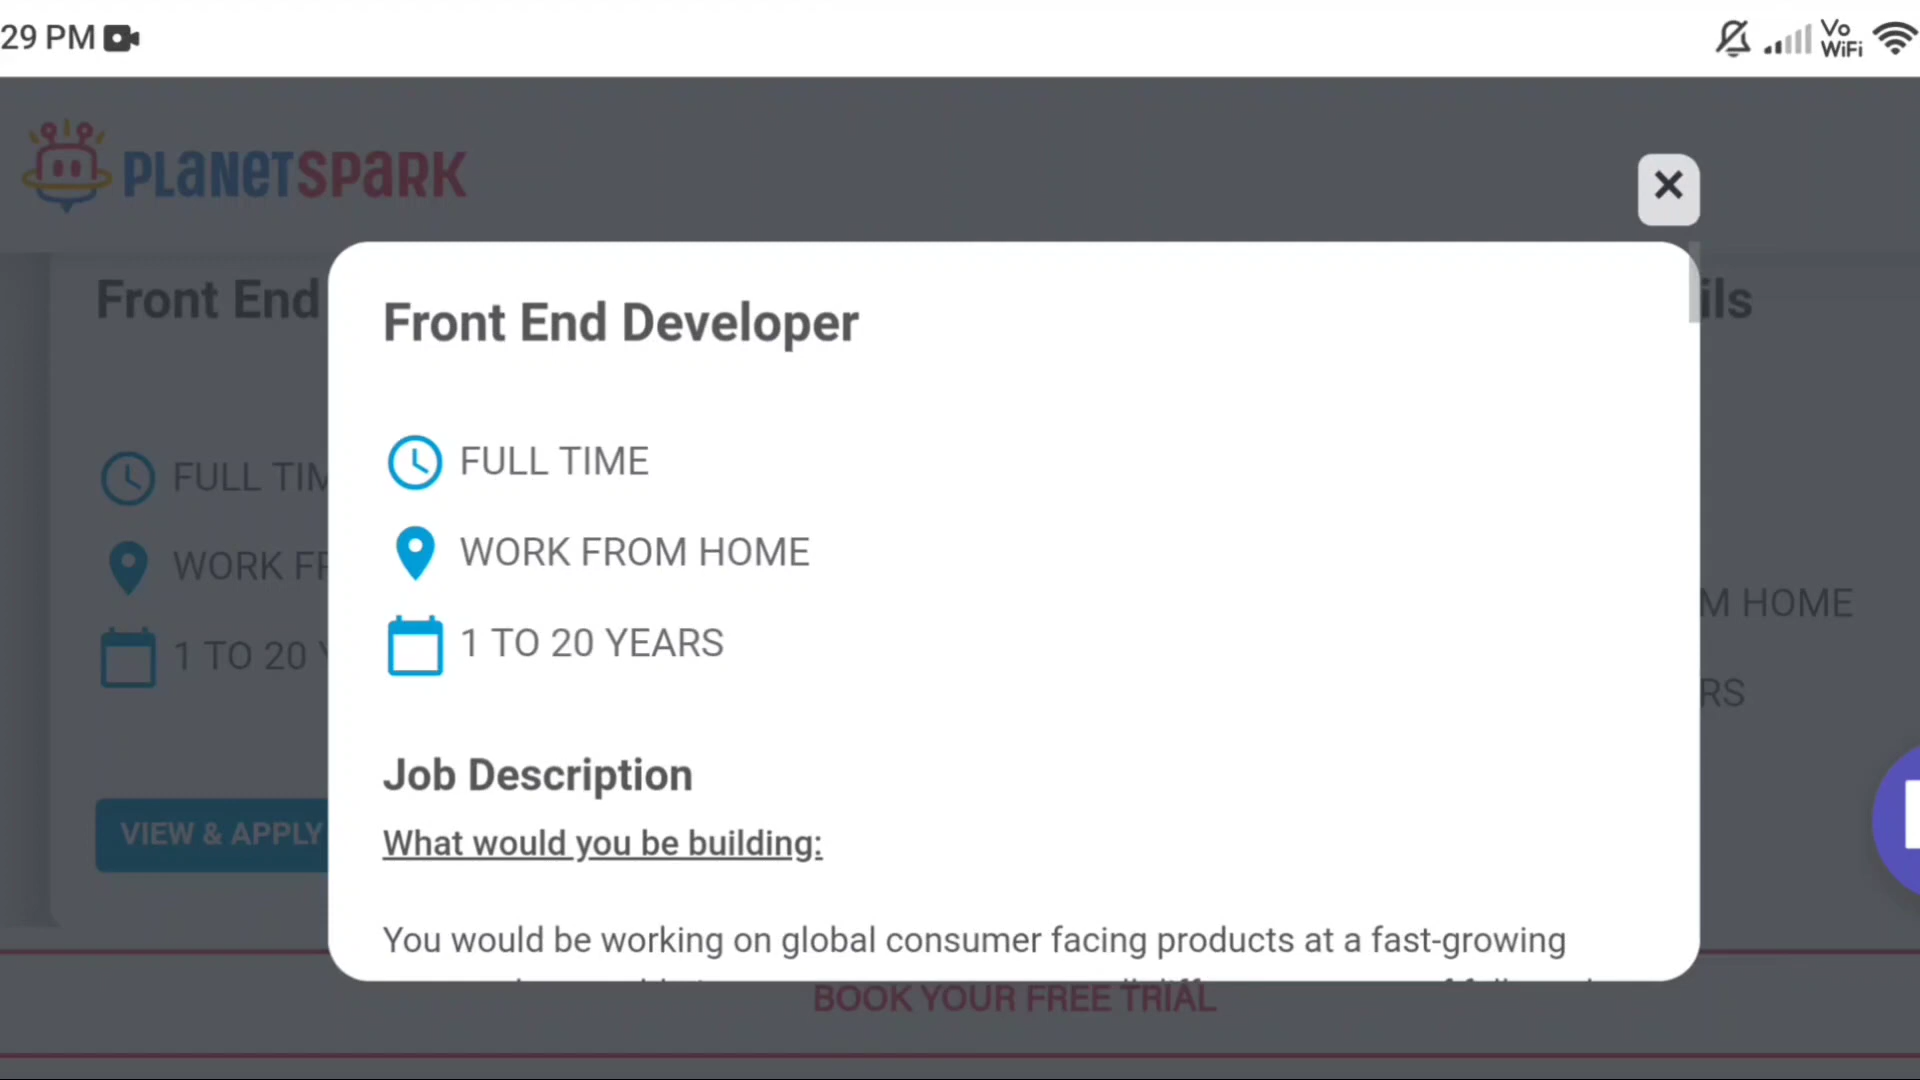 29 PM
Vo
WiFi
PLANETSPARK
Front End
ils
Front End Developer
FULL TIM
FULL TIME
WORK FR
WORK FROM HOME
M HOME
1 TO 20 Y
1 TO 20 YEARS
RS
Job Description
VIEW & APPLY
What would you be building:
You would be working on global consumer facing products at a fast-growing
BOOK YOUR FREE TRIAL